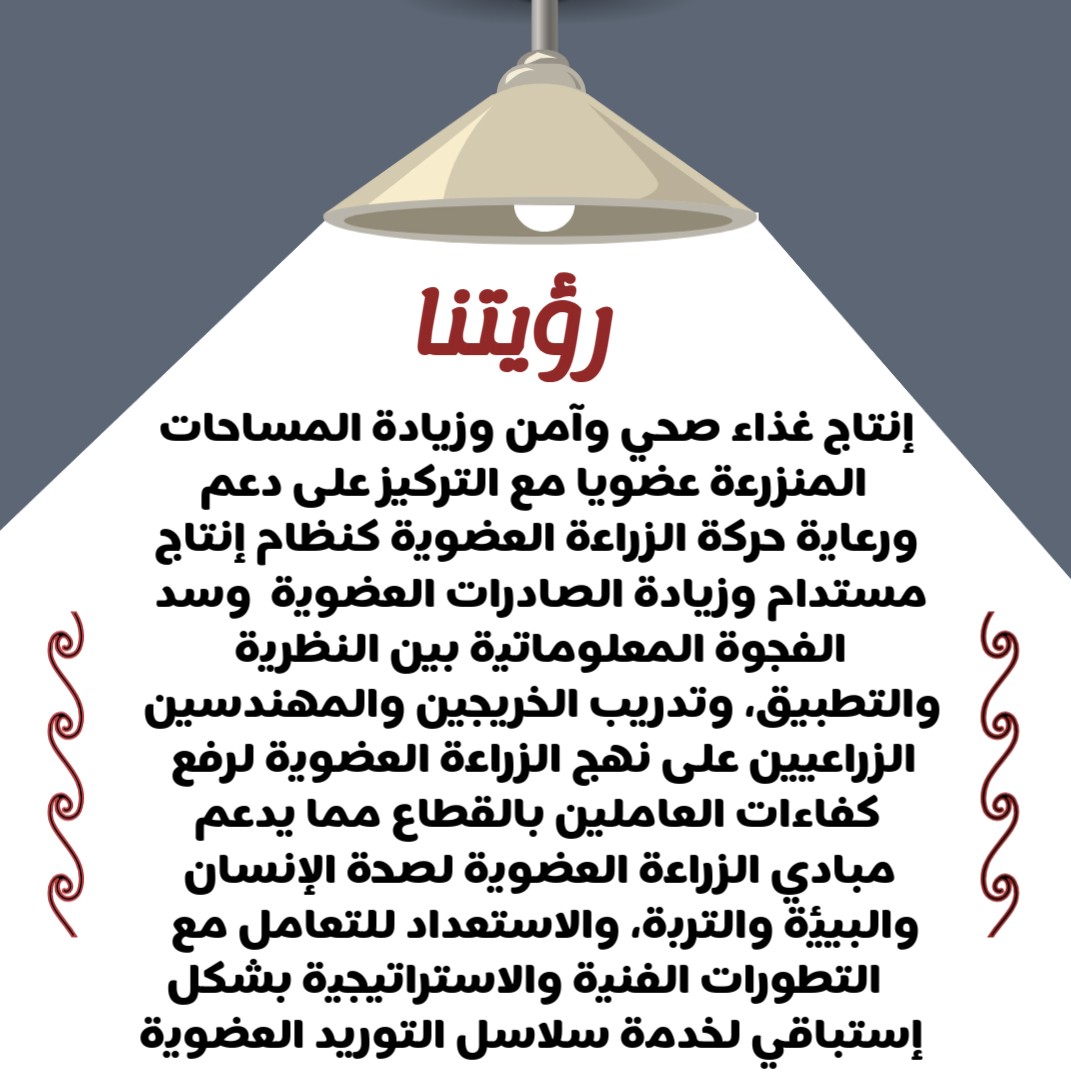 رؤيتنا
إنتاج غذاء صحي وآمن وزيادة المساحات
المنزرعة عضويا مع التركيز على دعم
ورعاية حركة الزراعة العضوية كنظام إنتاج
مستدام وزيادة الصادرات العضوية وسد
الفجوة المعلوماتية بين النظرية
والتطبيق، وتدريب الخريجين والمهندسين
الزراعيين على نهج الزراعة العضوية لرفع
كفاءات العاملين بالقطاع مما يدعم
مبادي الزراعة العضوية لصحة الإنسان
والبيئة والتربة، والاستعداد للتعامل مع
التطورات الفنية والاستراتيجية بشكل
إستباقي لخدمة سلاسل التوريد العضوية